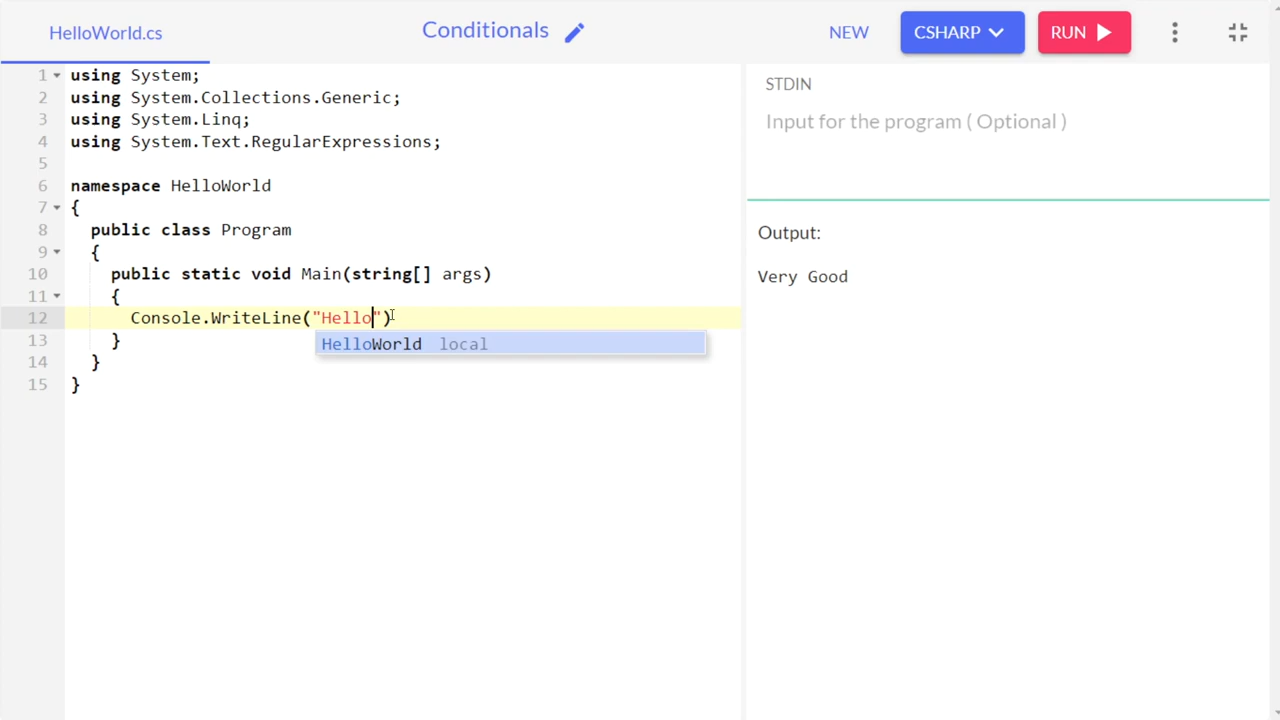 HelloWorld.cs
Conditionals
NEW
CSHARP
RUN
1 using System;
2 using System.Collections.Generic;
3 using System.Linq;
4 using System.Text.RegularExpressions;
5
6 namespace HelloWorld
7 {
8 public class Program
9 {
10 public static void Main(string[] args)
11 {
12 Console.WriteLine("Hello")
HelloWorld local
13 }
14 }
15 }
STDIN
Input for the program ( Optional )
Output:
Very Good